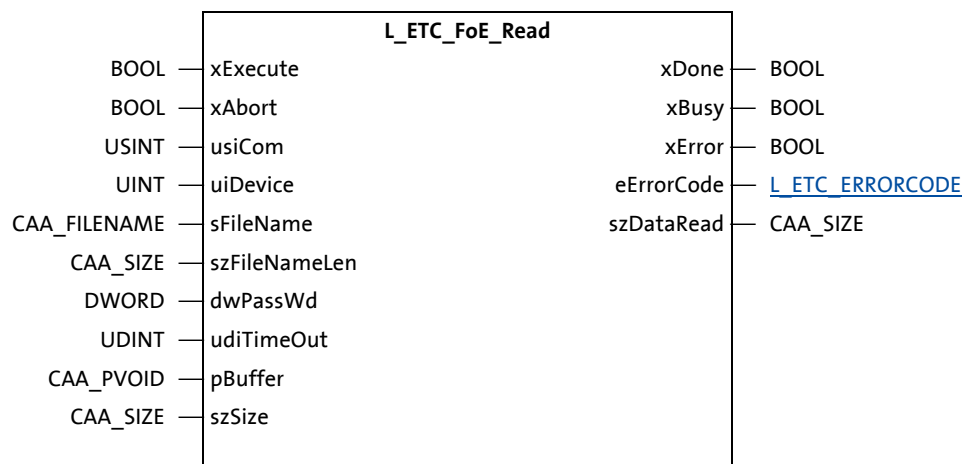 L_ETC_FoE_Read
BOOL xExecute xDone BOOL
BOOL xAbort xBusy BOOL
USINT usiCom xError BOOL
UINT uiDevice eErrorCode L_ETC_ERRORCODE
CAA_FILENAME sFileName szDataRead CAA_SIZE
CAA_SIZE szFileNameLen
DWORD dwPassWd
UDINT udiTimeOut
CAA_PVOID pBuffer
CAA_SIZE szSize